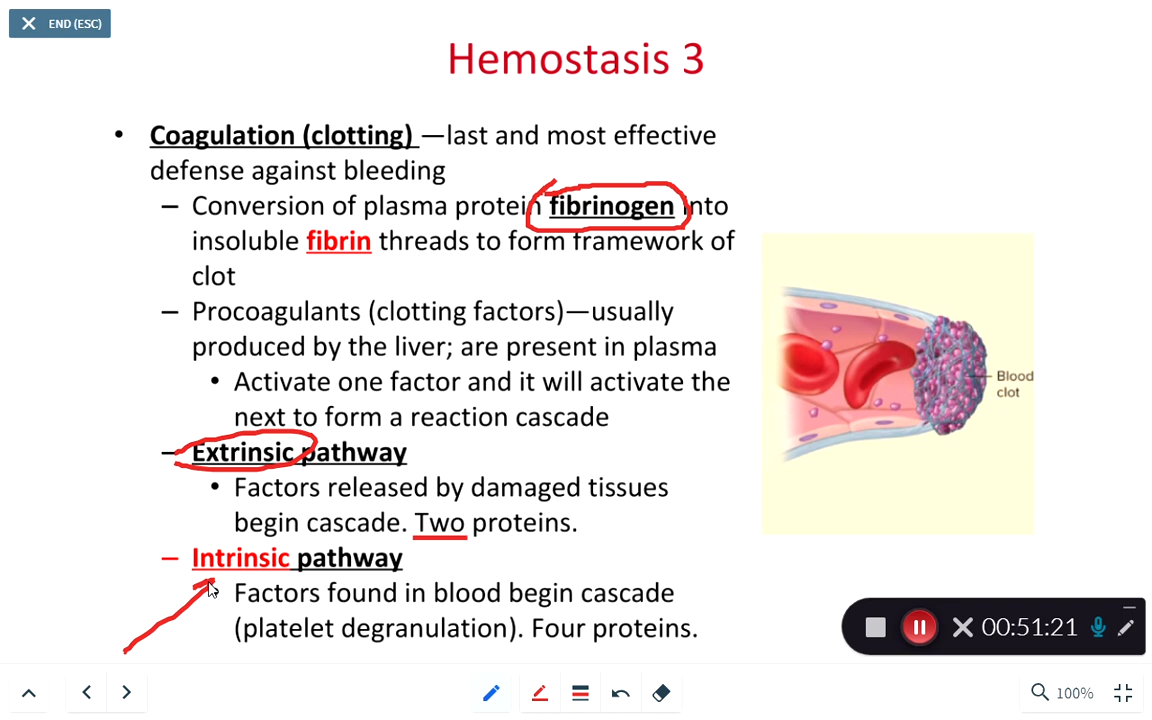 END (ESC)
Hemostasis 3
• Coagulation (clotting) —last and most effective
defense against bleeding
– Conversion of plasma protein fibrinogen into
insoluble fibrin threads to form framework of
clot
– Procoagulants (clotting factors)—usually
produced by the liver; are present in plasma
• Activate one factor and it will activate the
next to form a reaction cascade
– Extrinsic pathway
• Factors released by damaged tissues
begin cascade. Two proteins.
– Intrinsic pathway
Factors found in blood begin cascade
(platelet degranulation). Four proteins.
Blood
clot
00:51:21
100%